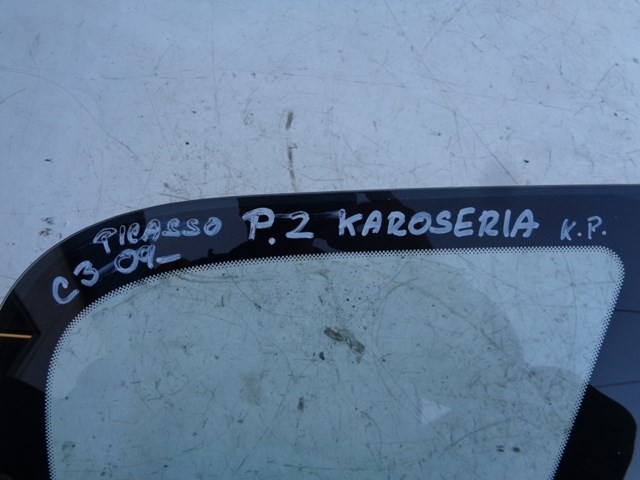 PICASSO P.2 KAROSERIA K.P.
C3 09-